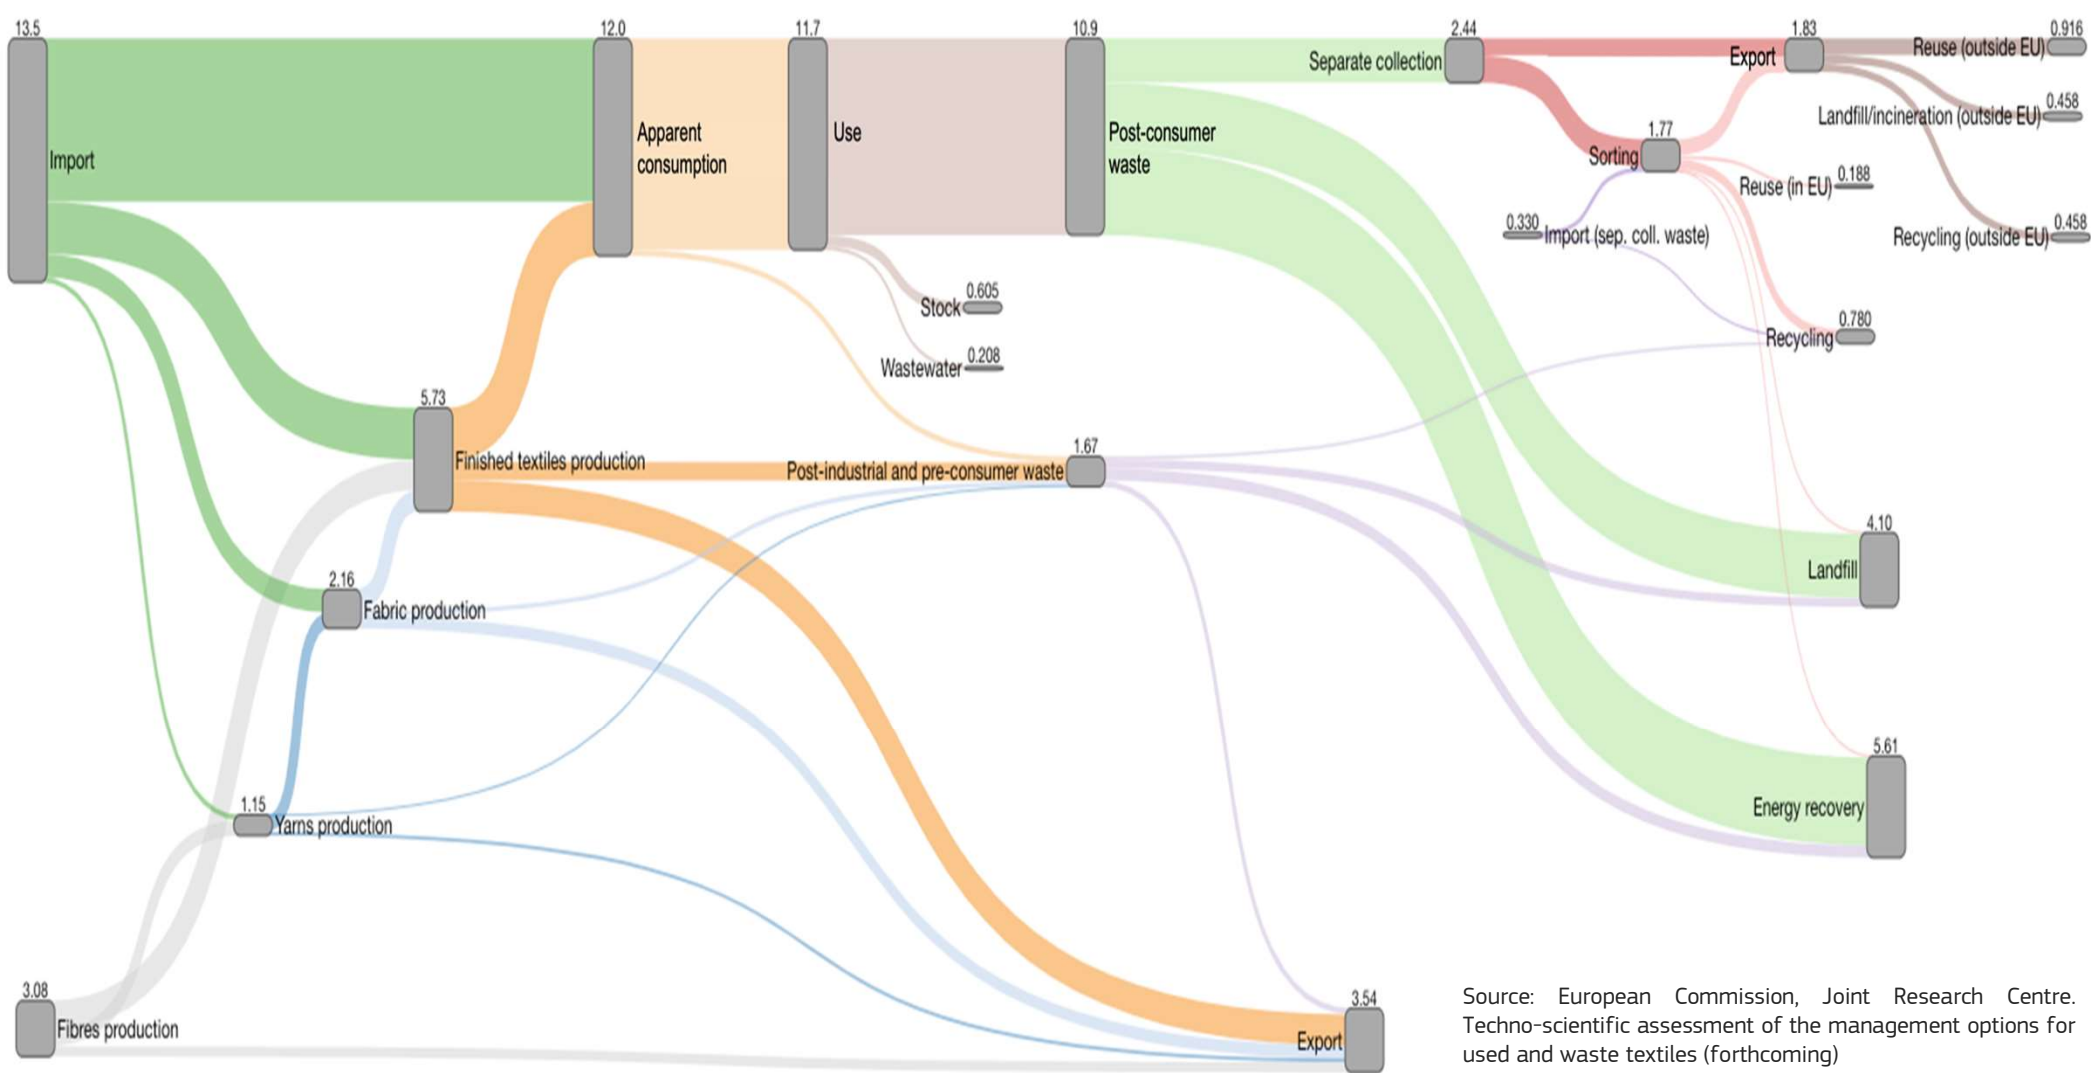 13.5
Import
12.0
Apparent
consumption
11.7
Use
10.9
Post-consumer
waste
Separate collection
2.44
Export
1.83
Reuse (outside EU)
0.916
Landfill/incineration (outside EU)
0.458
Sorting
1.77
Reuse (in EU)
0.188
0.330
Import (sep. coll. waste)
Recycling (outside EU)
0.458
Stock
0.605
Wastewater
0.208
Recycling
0.780
5.73
Finished textiles production
Post-industrial and pre-consumer waste
1.67
4.10
Landfill
2.16
Fabric production
5.61
Energy recovery
1.15
Yarns production
3.08
Fibres production
3.54
Export
Source: European Commission, Joint Research Centre.
Techno-scientific assessment of the management options for
used and waste textiles (forthcoming)